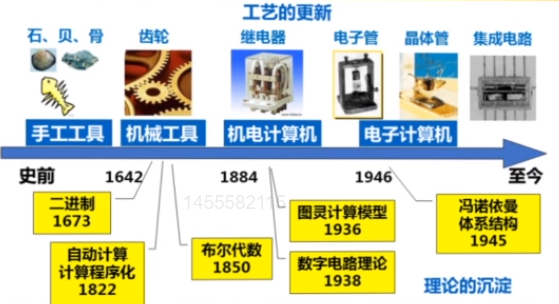 工艺的更新
石、贝、骨
齿轮
继电器
电子管
晶体管
集成电路
手工工具
机械工具
机电计算机
电子计算机
史前
1642
1884
1946
至今
二进制
1673
自动计算
计算程序化
1822
布尔代数
1850
图灵计算模型
1936
数字电路理论
1938
冯诺依曼
体系结构
1945
理论的沉淀
1455582115